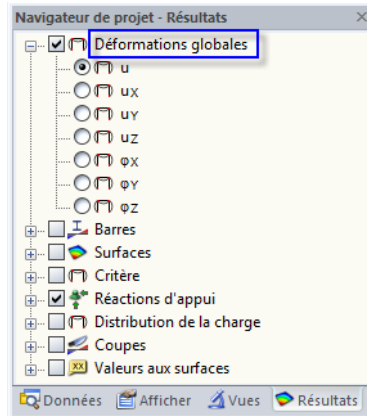 Navigateur de projet - Résultats
Déformations globales
u
uX
uY
uZ
φX
φY
φZ
Barres
Surfaces
Critère
Réactions d'appui
Distribution de la charge
Coupes
xx Valeurs aux surfaces
Données Afficher Vues Résultats